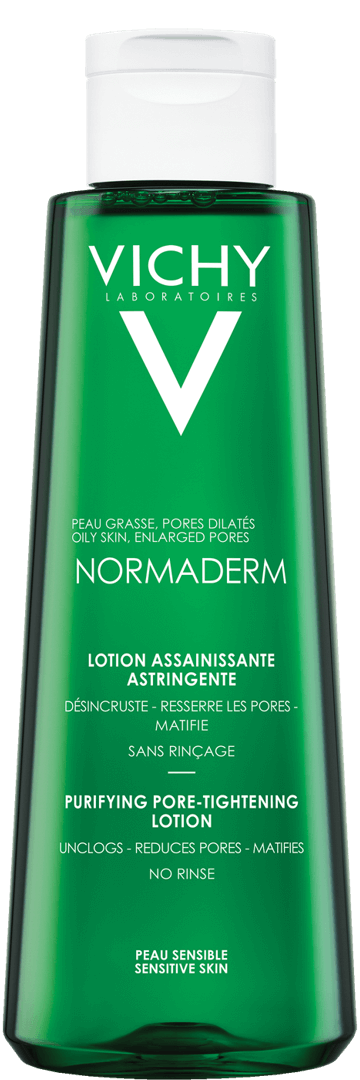 VICHY
LABORATOIRES
V
PEAU GRASSE, PORES DILATÉS
OILY SKIN, ENLARGED PORES
NORMADERM
LOTION ASSAINISSANTE
ASTRINGENTE
DÉSINCRUSTE - RESSERRE LES PORES -
MATIFIE
SANS RINÇAGE
PURIFYING PORE-TIGHTENING
LOTION
UNCLOGS - REDUCES PORES - MATIFIES
NO RINSE
PEAU SENSIBLE
SENSITIVE SKIN